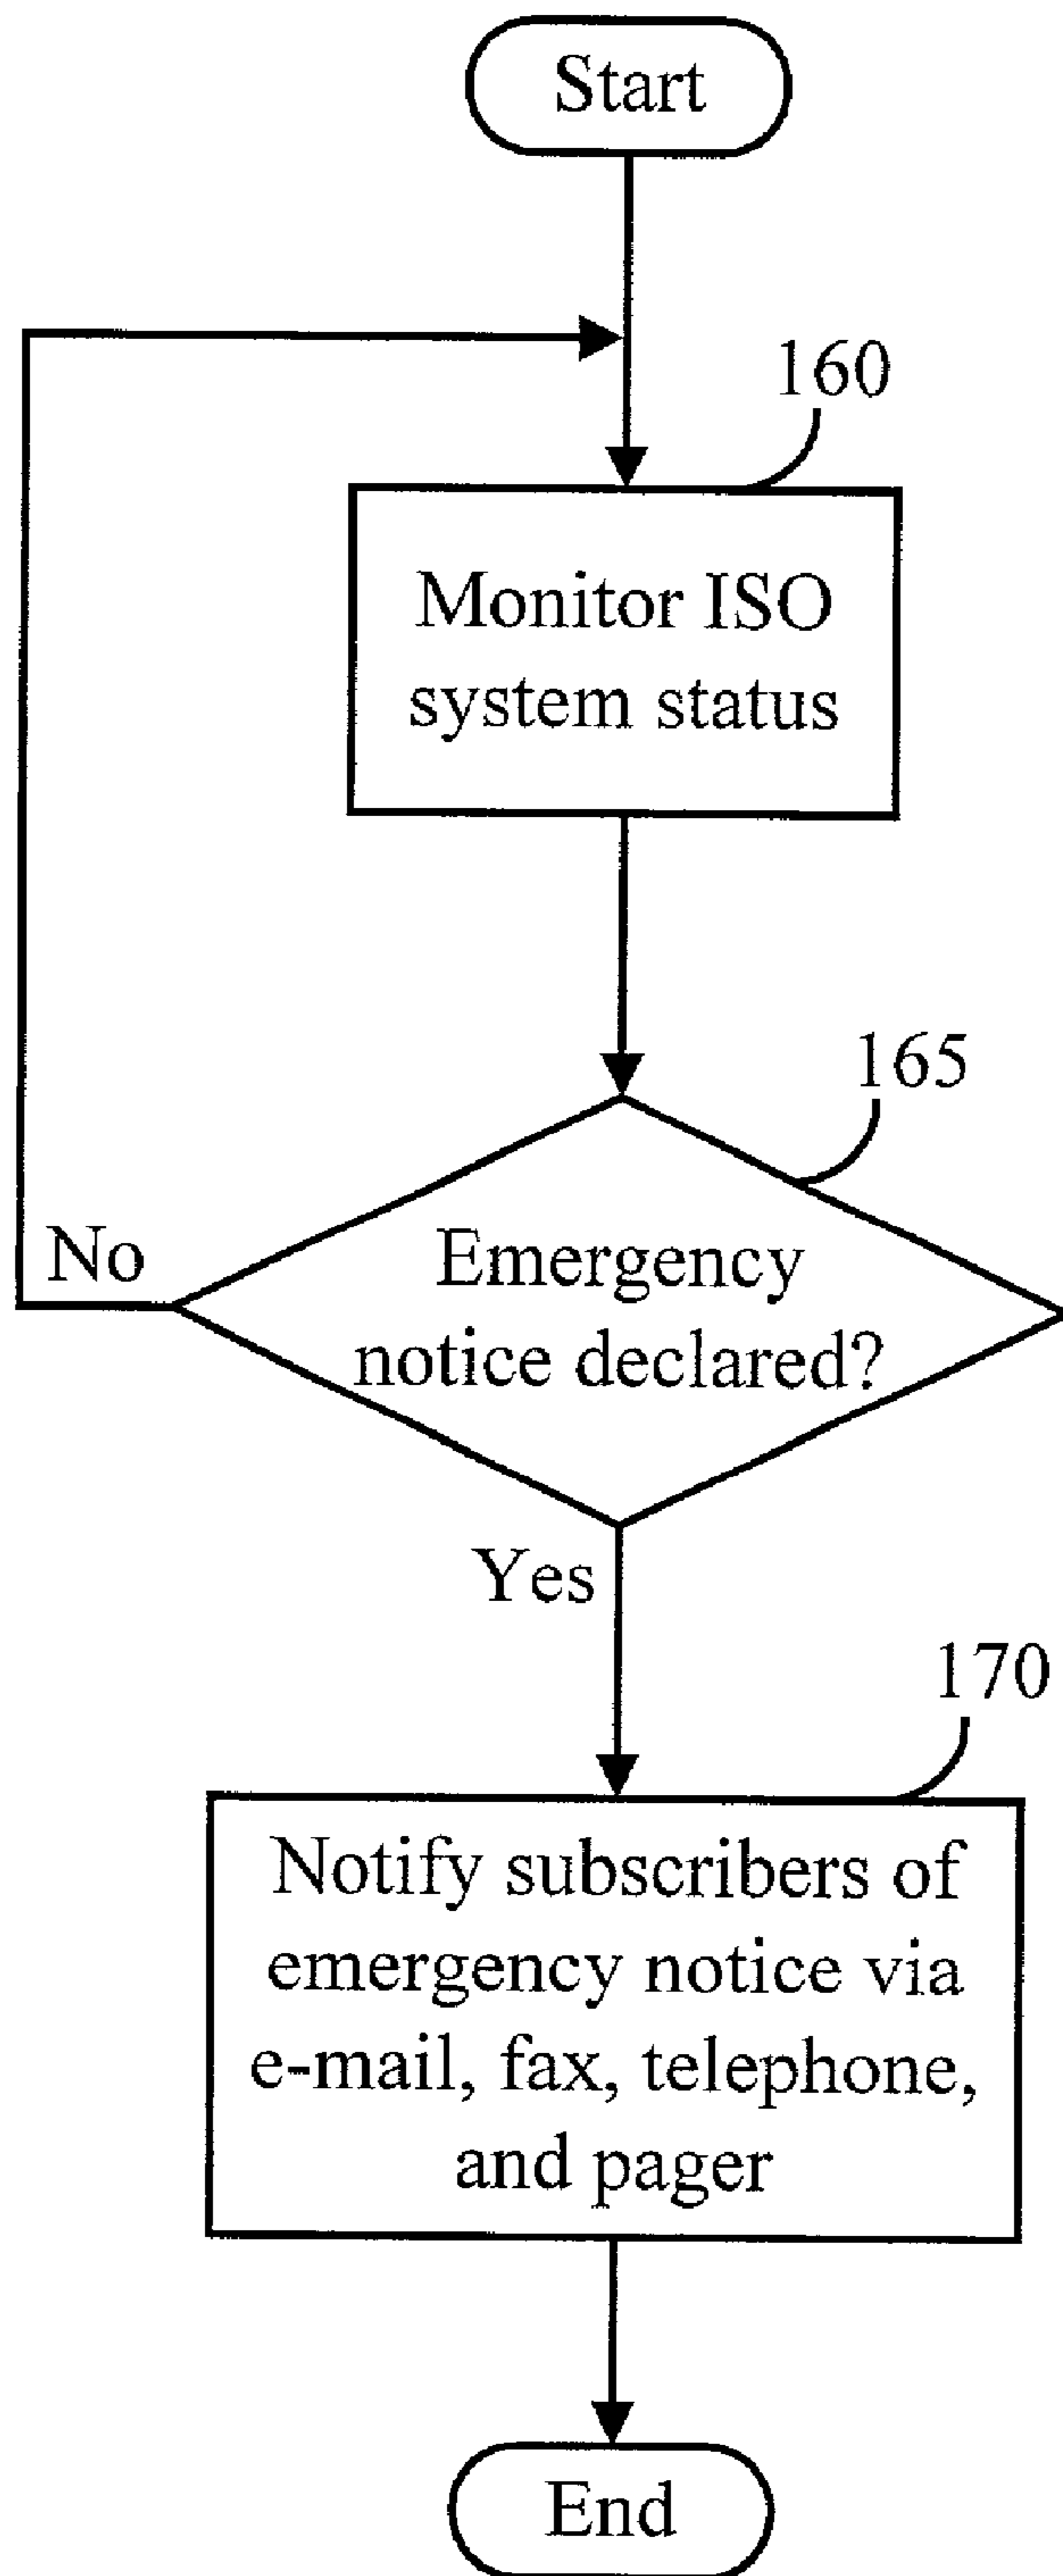 Start
160
Monitor ISO
system status
165
Emergency
notice declared?
No
Yes
170
Notify subscribers of
emergency notice via
e-mail, fax, telephone,
and pager
End